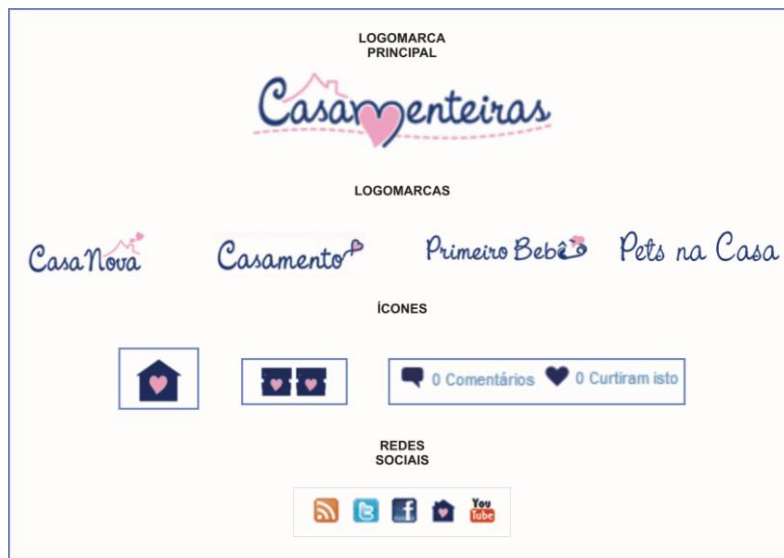 LOGOMARCA
PRINCIPAL
Casamenteiras
LOGOMARCAS
Casa Nova
Casamento
Primeiro Bebê
Pets na Casa
ÍCONES
0 Comentários
0 Curtiram isto
REDES
SOCIAIS
You
Tube